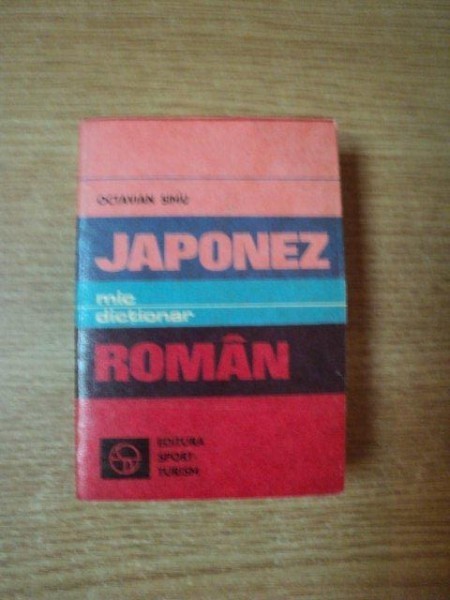 OCTAVIAN SIMU
JAPONEZ
mic
dicționar
ROMÂN
EDITURA
SPORT-
TURISM